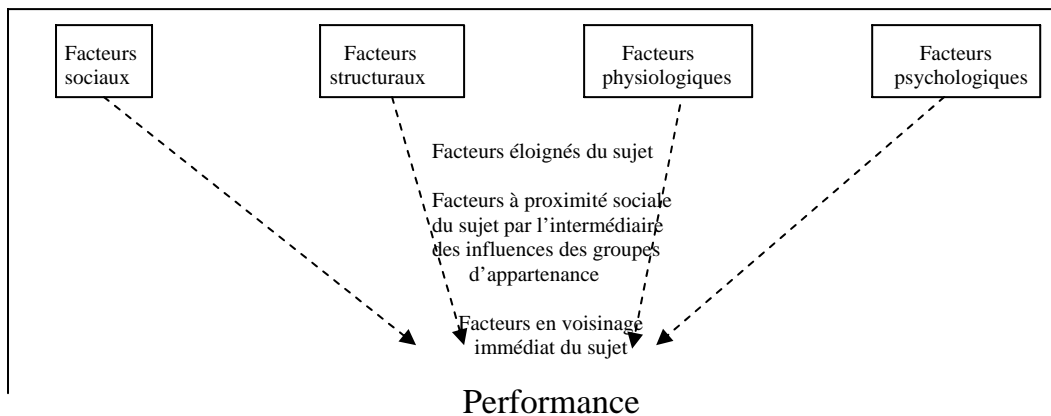 Facteurs
sociaux
Facteurs
structuraux
Facteurs
physiologiques
Facteurs
psychologiques
Facteurs éloignés du sujet
Facteurs à proximité sociale
du sujet par l’intermédiaire
des influences des groupes
d’appartenance
Facteurs en voisinage
immédiat du sujet
Performance